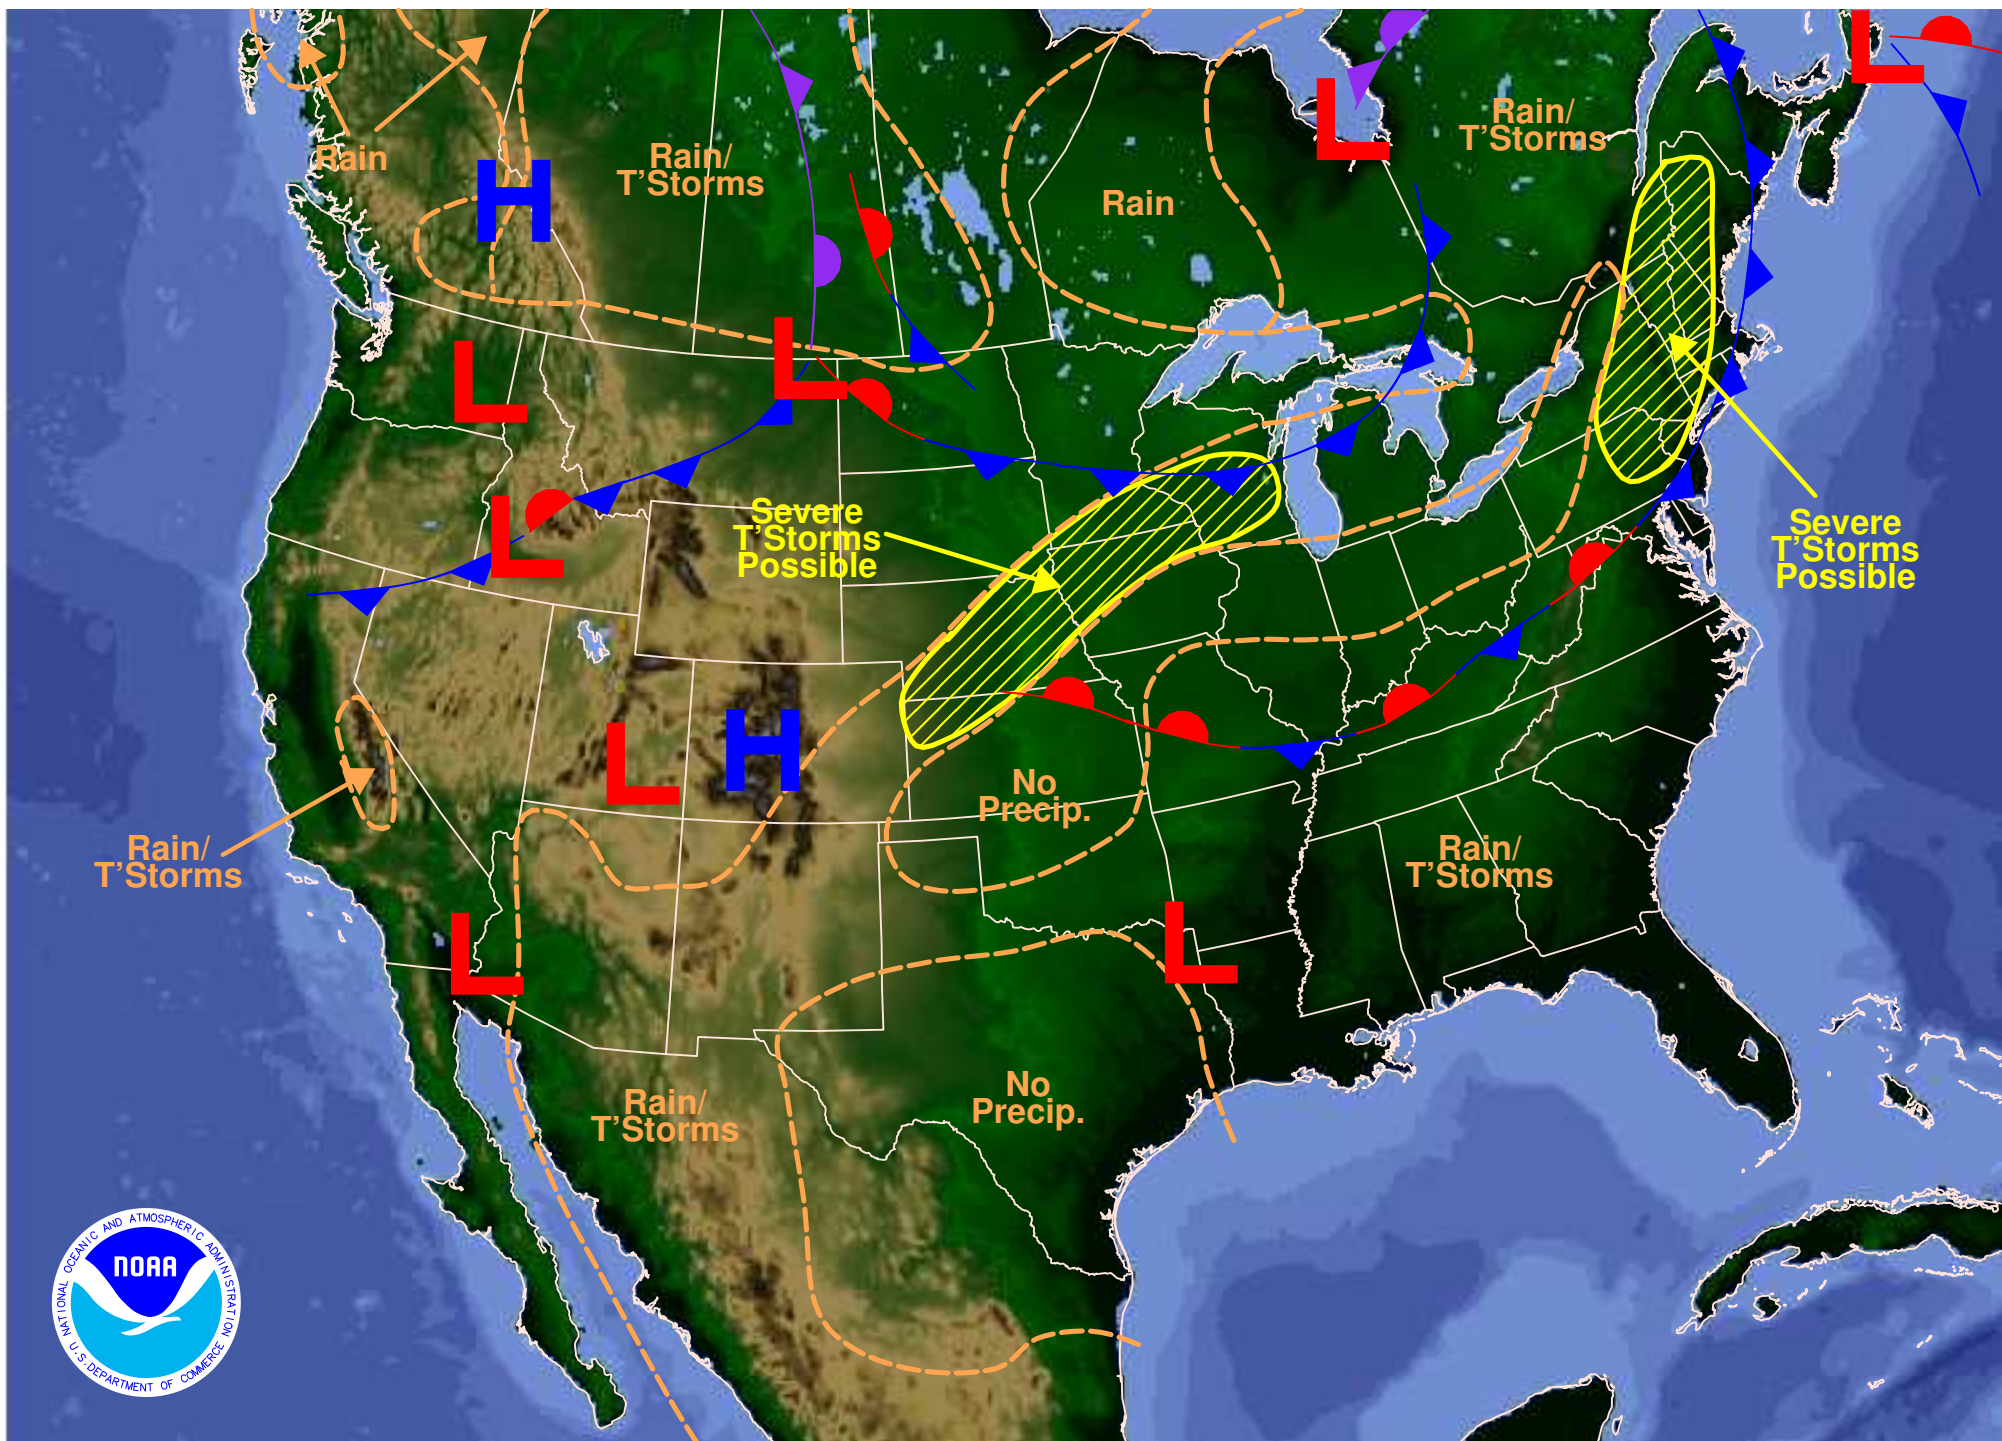 Rain/
T'Storms
Rain
Rain/
T'Storms
Rain
H
L
L
L
L
L
L
L
L
H
Severe
T'Storms
Possible
Severe
T'Storms
Possible
No
Precip.
Rain/
T'Storms
Rain/
T'Storms
Rain/
T'Storms
No
Precip.
NATIONAL OCEANIC AND ATMOSPHERIC ADMINISTRATION
NOAA
U.S. DEPARTMENT OF COMMERCE